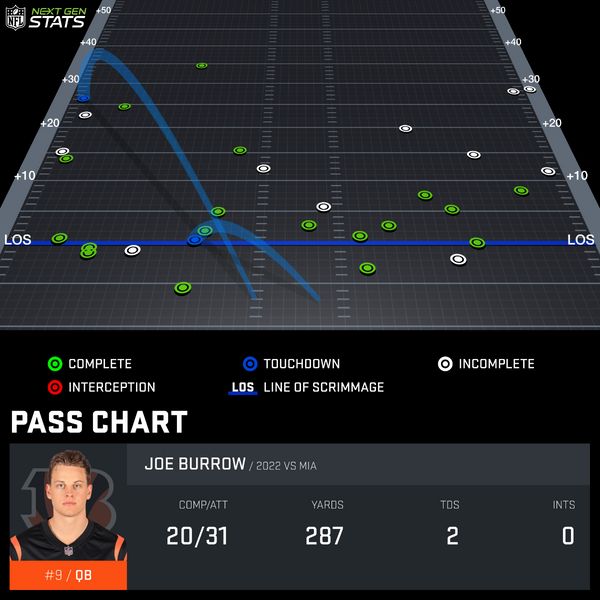 NFL NEXT GEN STATS
+50 +50
+40 +40
+30 +30
+20 +20
+10 +10
LOS LOS
COMPLETE TOUCHDOWN INCOMPLETE
INTERCEPTION LOS LINE OF SCRIMMAGE
PASS CHART
JOE BURROW / 2022 VS MIA
COMP/ATT YARDS TDS INTS
20/31 287 2 0
#9 / QB